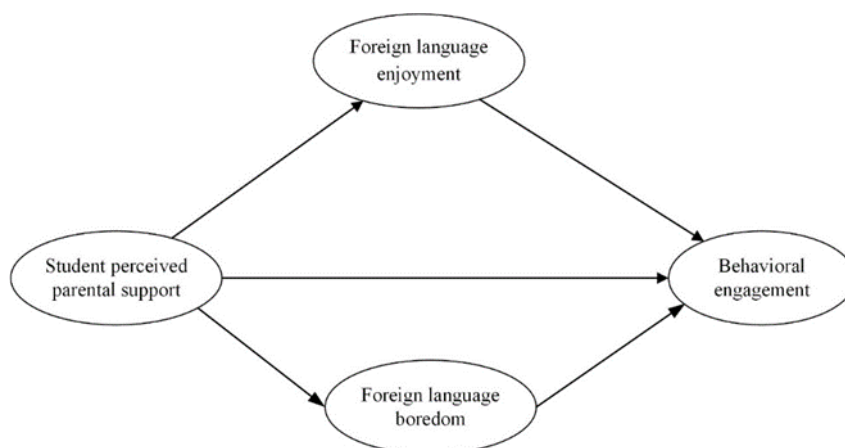 Foreign language
enjoyment
Student perceived
parental support
Behavioral
engagement
Foreign language
boredom